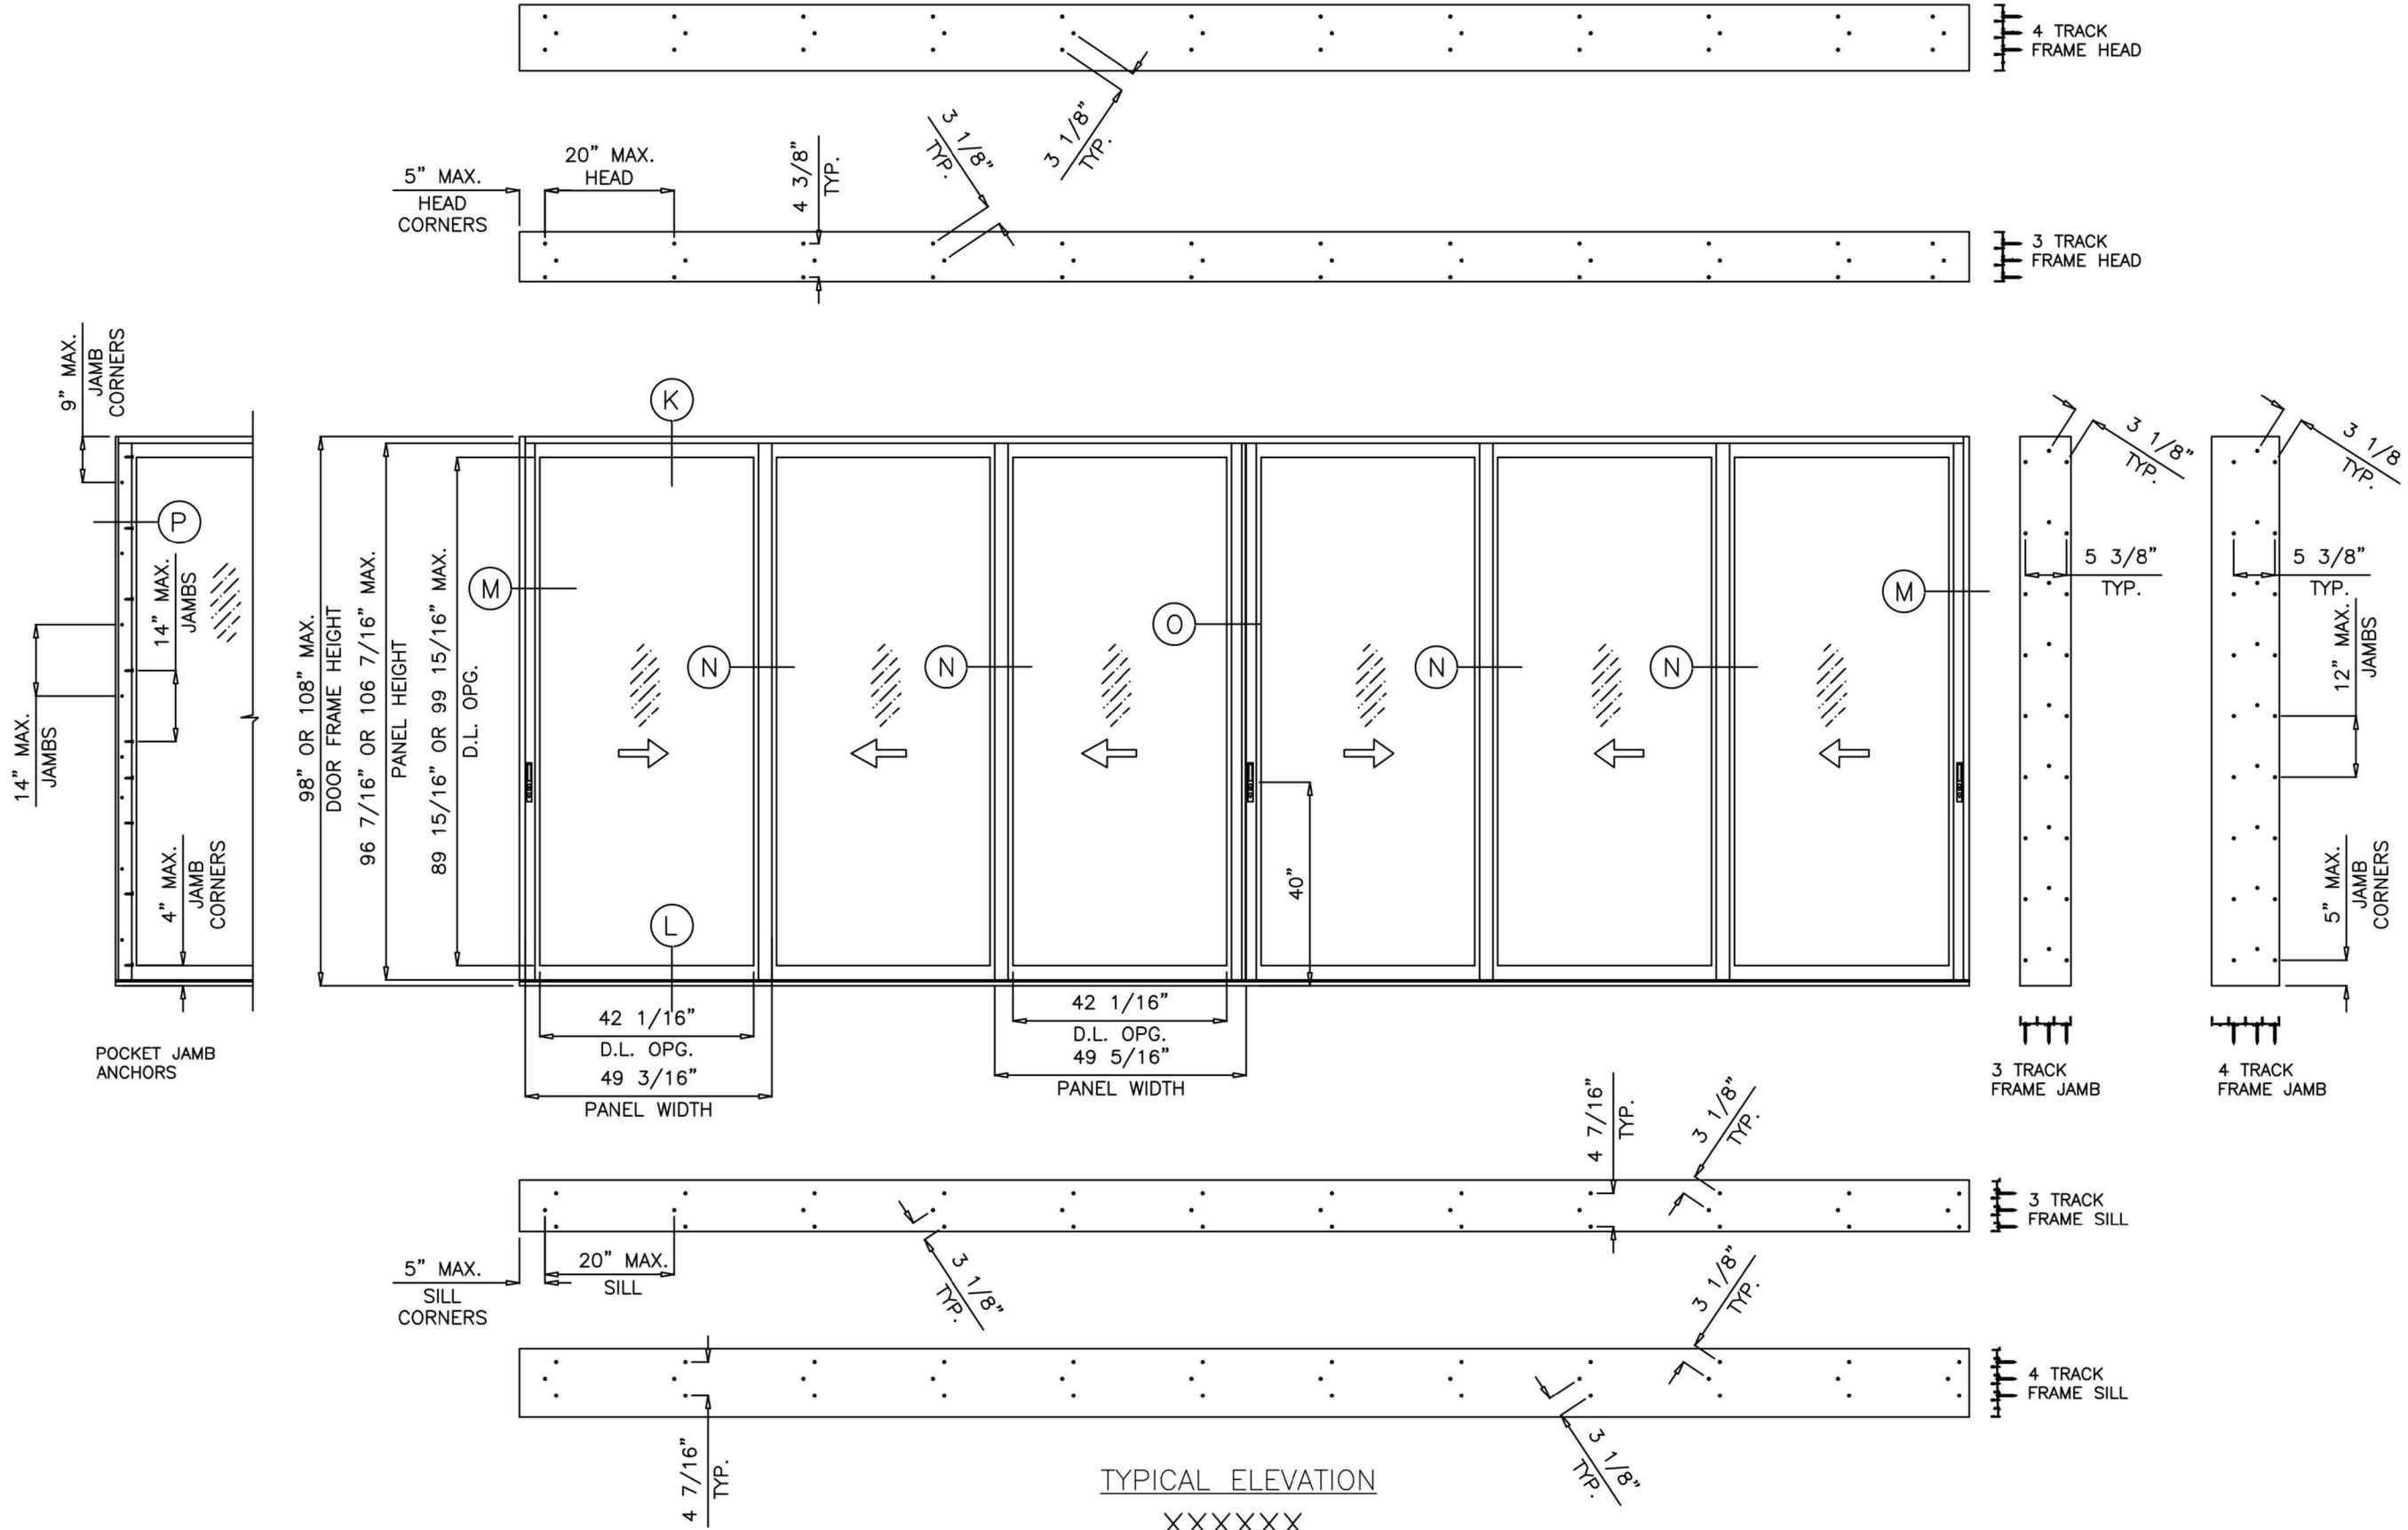 4 TRACK
FRAME HEAD
3 1/8"
TYP.
3 1/8"
TYP.
4 3/8"
TYP.
20" MAX.
HEAD
5" MAX.
HEAD
CORNERS
3 TRACK
FRAME HEAD
9" MAX.
JAMB
CORNERS
P
14" MAX.
JAMBS
14" MAX.
JAMBS
4" MAX.
JAMB
CORNERS
POCKET JAMB
ANCHORS
98" OR 108" MAX.
DOOR FRAME HEIGHT
96 7/16" OR 106 7/16" MAX.
PANEL HEIGHT
89 15/16" OR 99 15/16" MAX.
D.L. OPG.
K
M
N
N
O
N
N
M
L
40"
42 1/16"
D.L. OPG.
49 3/16"
PANEL WIDTH
42 1/16"
D.L. OPG.
49 5/16"
PANEL WIDTH
3 1/8"
TYP.
5 3/8"
TYP.
3 TRACK
FRAME JAMB
3 1/8
TYP.
5 3/8"
TYP.
12" MAX.
JAMBS
5" MAX.
JAMB
CORNERS
4 TRACK
FRAME JAMB
4 7/16"
TYP.
3 1/8"
TYP.
3 TRACK
FRAME SILL
5" MAX.
SILL
CORNERS
20" MAX.
SILL
3 1/8"
TYP.
3 1/8"
TYP.
4 TRACK
FRAME SILL
4 7/16"
TYP.
3 1/8"
TYP.
TYPICAL ELEVATION
XXXXXX